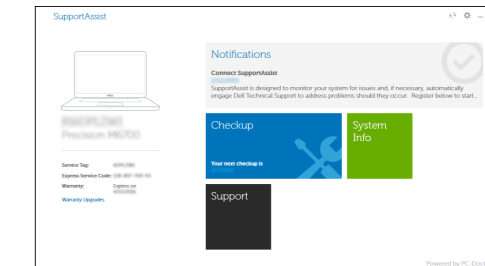 SupportAssist
Notifications
Connect SupportAssist
SupportAssist is designed to monitor your system for issues and, if necessary, automatically
engage Dell Technical Support to address problems should they occur. Register below to start...
Precision M6700
Checkup
Your next checkup is
System
Info
Service Tag:
Express Service Code:
Warranty: Expires on
Warranty Upgrades
Support
Powered by PC-Doct